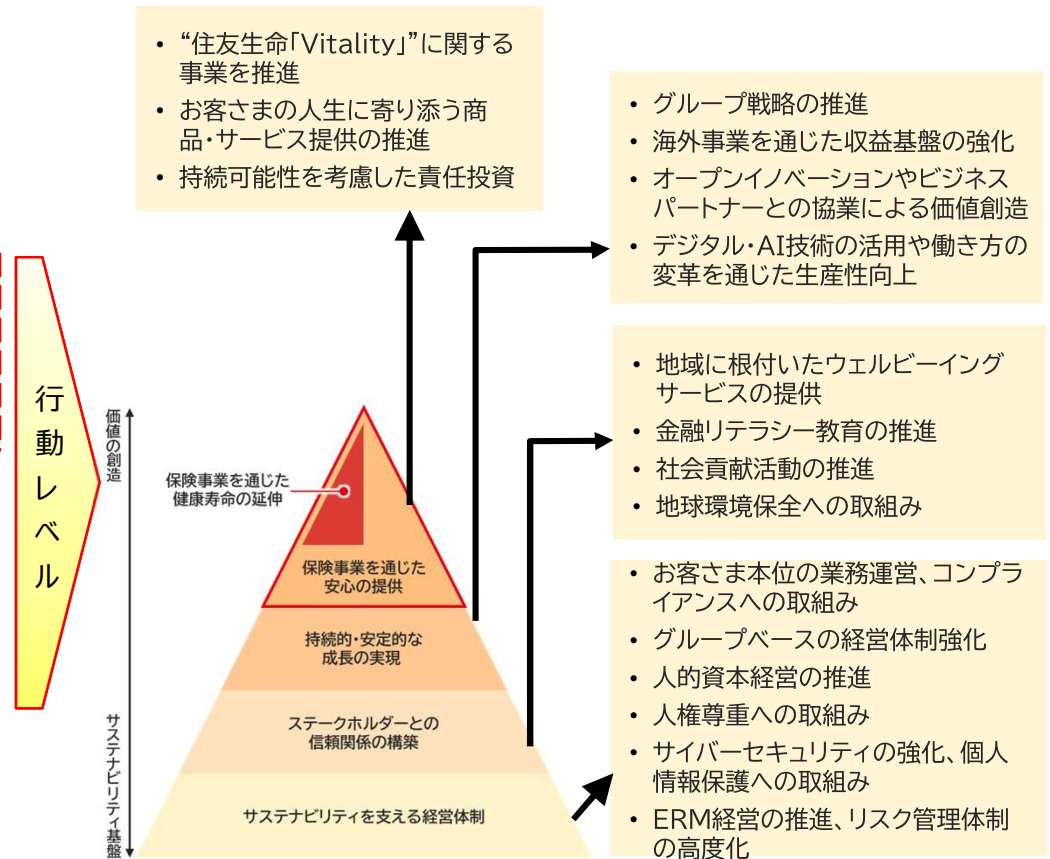 • “住友生命「Vitality」”に関する
事業を推進
• お客さまの人生に寄り添う商
品・サービス提供の推進
• 持続可能性を考慮した責任投資
• グループ戦略の推進
• 海外事業を通じた収益基盤の強化
• オープンイノベーションやビジネス
パートナーとの協業による価値創造
• デジタル・AI技術の活用や働き方の
変革を通じた生産性向上
• 地域に根付いたウェルビーイング
サービスの提供
• 金融リテラシー教育の推進
• 社会貢献活動の推進
• 地球環境保全への取組み
• お客さま本位の業務運営、コンプラ
イアンスへの取組み
• グループベースの経営体制強化
• 人的資本経営の推進
• 人権尊重への取組み
• サイバーセキュリティの強化、個人
情報保護への取組み
• ERM経営の推進、リスク管理体制
の高度化
行動レベル
価値の創造
サステナビリティ基盤
保険事業を通じた
健康寿命の延伸
保険事業を通じた
安心の提供
持続的・安定的な
成長の実現
ステークホルダーとの
信頼関係の構築
サステナビリティを支える経営体制